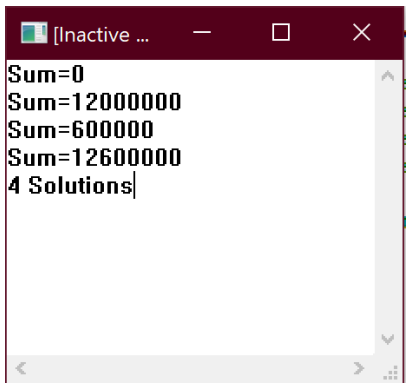 [Inactive ...
Sum=0
Sum=12000000
Sum=600000
Sum=12600000
4 Solutions